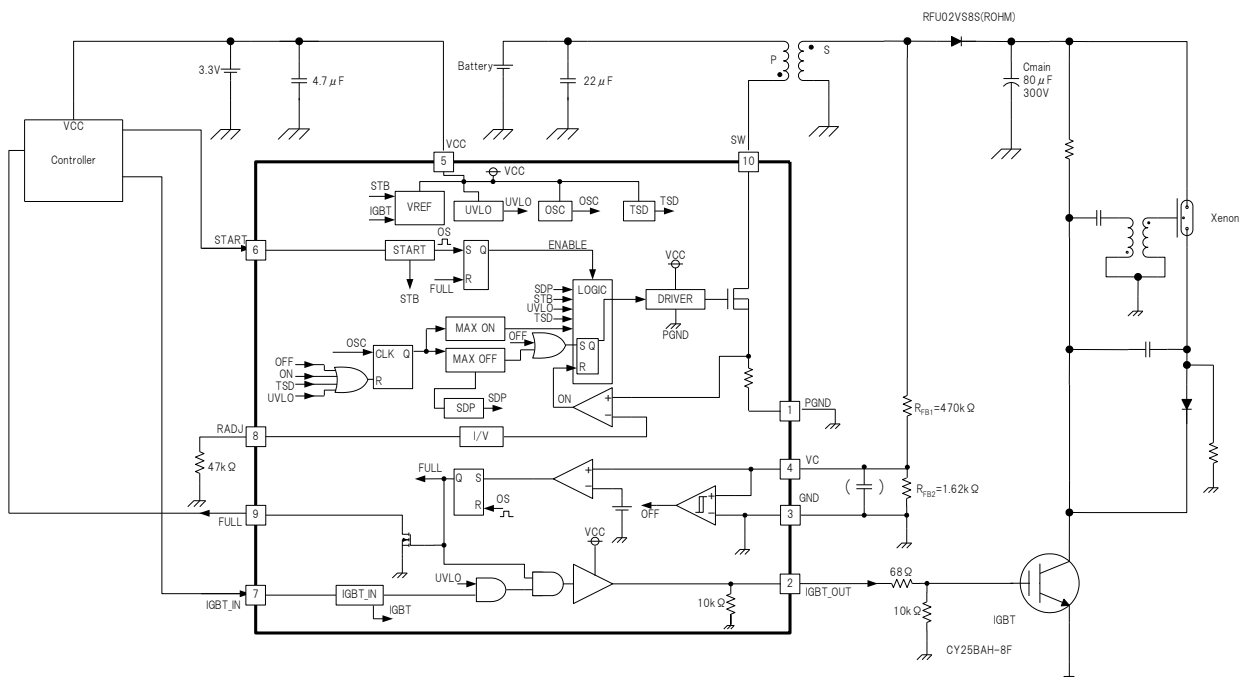 RFU02VS8S(ROHM)
3.3V
4.7μF
Battery
22μF
P
S
Cmain
80μF
300V
VCC
Controller
VCC
5
SW
10
VCC
STB
IGBT
VREF
UVLO
UVLO
OSC
OSC
TSD
TSD
Xenon
START
6
START
OS
S Q
R
FULL
STB
ENABLE
LOGIC
SDP
STB
UVLO
TSD
VCC
DRIVER
PGND
OSC
CLK Q
R
OFF
ON
TSD
UVLO
MAX ON
MAX OFF
OFF
S Q
R
SDP
SDP
ON
+
−
1
PGND
RFB1=470kΩ
RADJ
8
I/V
47kΩ
4
VC
FULL
Q S
R
OS
+
−
OFF
+
−
GND
3
( )
RFB2=1.62kΩ
9
FULL
VCC
UVLO
7
IGBT_IN
IGBT_IN
IGBT
10kΩ
2
IGBT_OUT
68Ω
10kΩ
IGBT
CY25BAH-8F